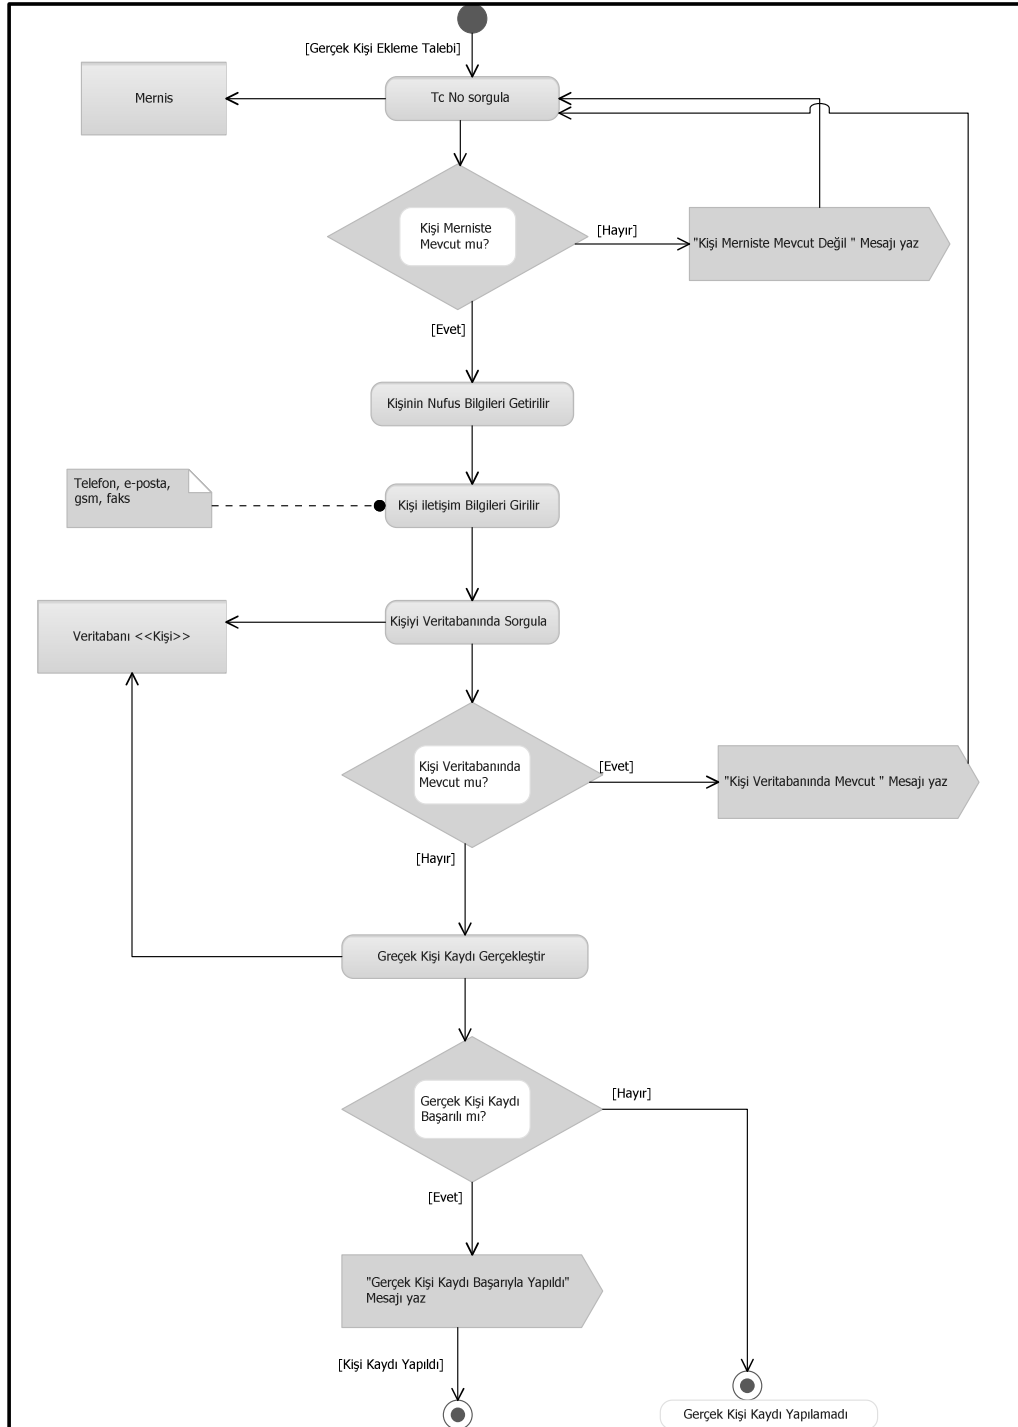 [Gerçek Kişi Ekleme Talebi]
Mernis
Tc No sorgula
Kişi Merniste
Mevcut mu?
[Hayır]
"Kişi Merniste Mevcut Değil " Mesajı yaz
[Evet]
Kişinin Nufus Bilgileri Getirilir
Telefon, e-posta,
gsm, faks
Kişi iletişim Bilgileri Girilir
Veritabanı <<Kişi>>
Kişiyi Veritabanında Sorgula
Kişi Veritabanında
Mevcut mu?
[Evet]
"Kişi Veritabanında Mevcut " Mesajı yaz
[Hayır]
Greçek Kişi Kaydı Gerçekleştir
Gerçek Kişi Kaydı
Başarılı mı?
[Hayır]
[Evet]
"Gerçek Kişi Kaydı Başarıyla Yapıldı"
Mesajı yaz
[Kişi Kaydı Yapıldı]
Gerçek Kişi Kaydı Yapılamadı